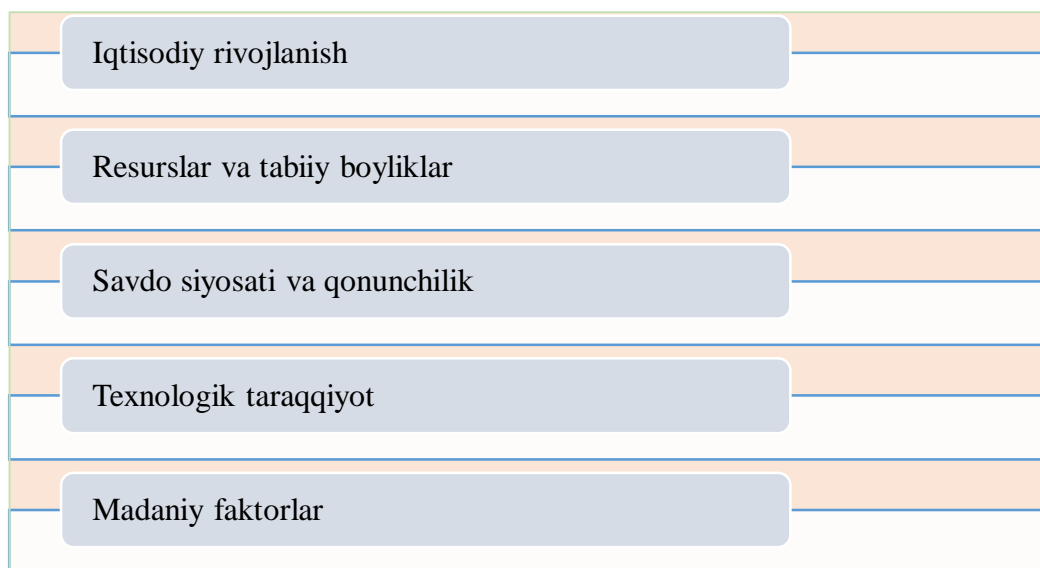 Iqtisodiy rivojlanish
Resurslar va tabiiy boyliklar
Savdo siyosati va qonunchilik
Texnologik taraqqiyot
Madaniy faktorlar